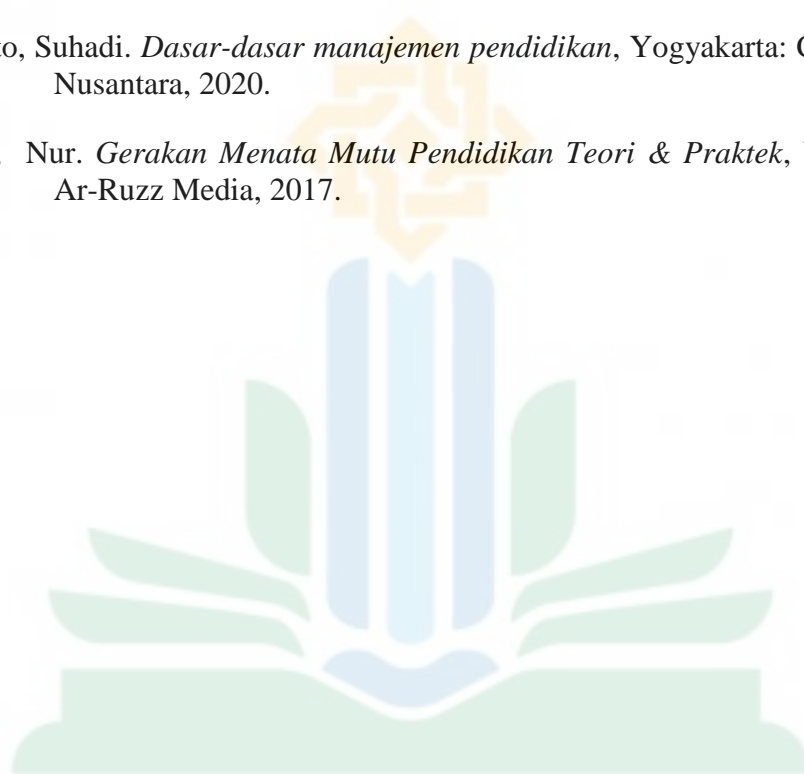 to, Suhadi. Dasar-dasar manajemen pendidikan, Yogyakarta:
Nusantara, 2020.
Nur. Gerakan Menata Mutu Pendidikan Teori & Praktek,
Ar-Ruzz Media, 2017.